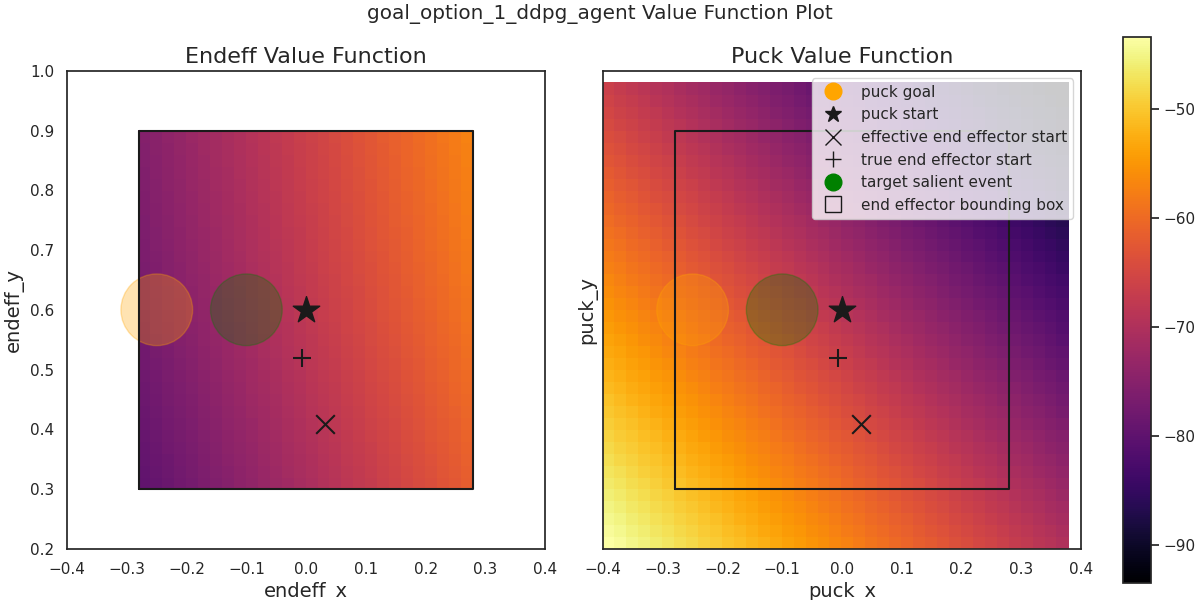 goal_option_1_ddpg_agent Value Function Plot
Endeff Value Function
1.0
0.9
0.8
0.7
0.6
0.5
0.4
0.3
0.2
endeff_y
−0.4 −0.3 −0.2 −0.1 0.0 0.1 0.2 0.3 0.4
endeff_x
Puck Value Function
puck goal
puck start
effective end effector start
true end effector start
target salient event
end effector bounding box
puck_y
−0.4 −0.3 −0.2 −0.1 0.0 0.1 0.2 0.3 0.4
puck_x
−50
−60
−70
−80
−90